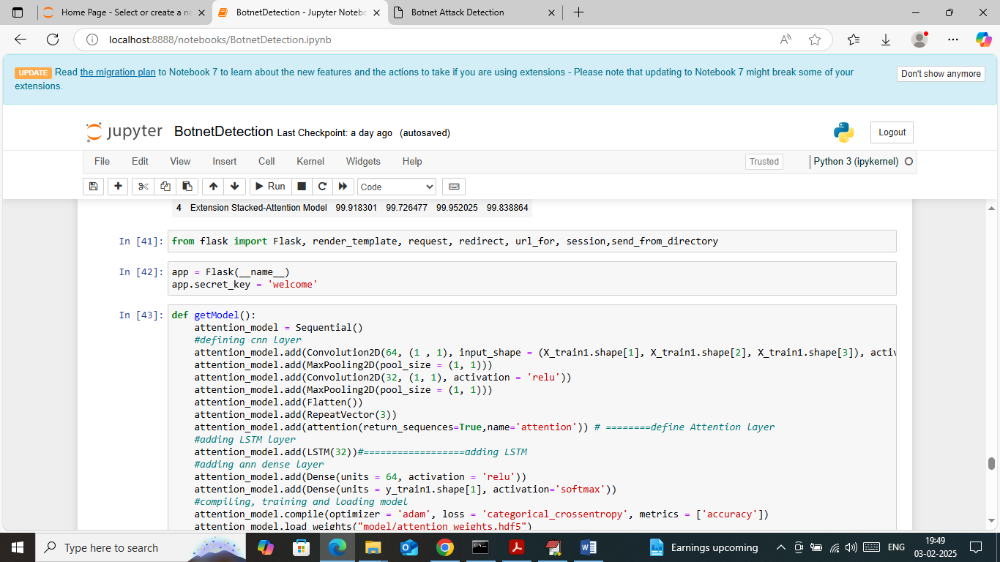 Home Page - Select or create a no
BotnetDetection - Jupyter Notebo
Botnet Attack Detection
localhost:8888/notebooks/BotnetDetection.ipynb
UPDATE Read the migration plan to Notebook 7 to learn about the new features and the actions to take if you are using extensions - Please note that updating to Notebook 7 might break some of your
extensions.
Don't show anymore
jupyter BotnetDetection Last Checkpoint: a day ago (autosaved)
Logout
File Edit View Insert Cell Kernel Widgets Help
Trusted
Python 3 (ipykernel)
Run
Code
4 Extension Stacked-Attention Model 99.918301 99.726477 99.952025 99.838864
In [41]: from flask import Flask, render_template, request, redirect, url_for, session,send_from_directory
In [42]: app = Flask(__name__)
app.secret_key = 'welcome'
In [43]: def getModel():
attention_model = Sequential()
#defining cnn layer
attention_model.add(Convolution2D(64, (1 , 1), input_shape = (X_train1.shape[1], X_train1.shape[2], X_train1.shape[3]), activ
attention_model.add(MaxPooling2D(pool_size = (1, 1)))
attention_model.add(Convolution2D(32, (1, 1), activation = 'relu'))
attention_model.add(MaxPooling2D(pool_size = (1, 1)))
attention_model.add(Flatten())
attention_model.add(RepeatVector(3))
attention_model.add(attention(return_sequences=True,name='attention')) # ========define Attention layer
#adding LSTM layer
attention_model.add(LSTM(32))#==================adding LSTM
#adding ann dense layer
attention_model.add(Dense(units = 64, activation = 'relu'))
attention_model.add(Dense(units = y_train1.shape[1], activation='softmax'))
#compiling, training and loading model
attention_model.compile(optimizer = 'adam', loss = 'categorical_crossentropy', metrics = ['accuracy'])
attention_model.load_weights("model/attention_weights.hdf5")
Type here to search
Earnings upcoming
ENG
19:49
03-02-2025